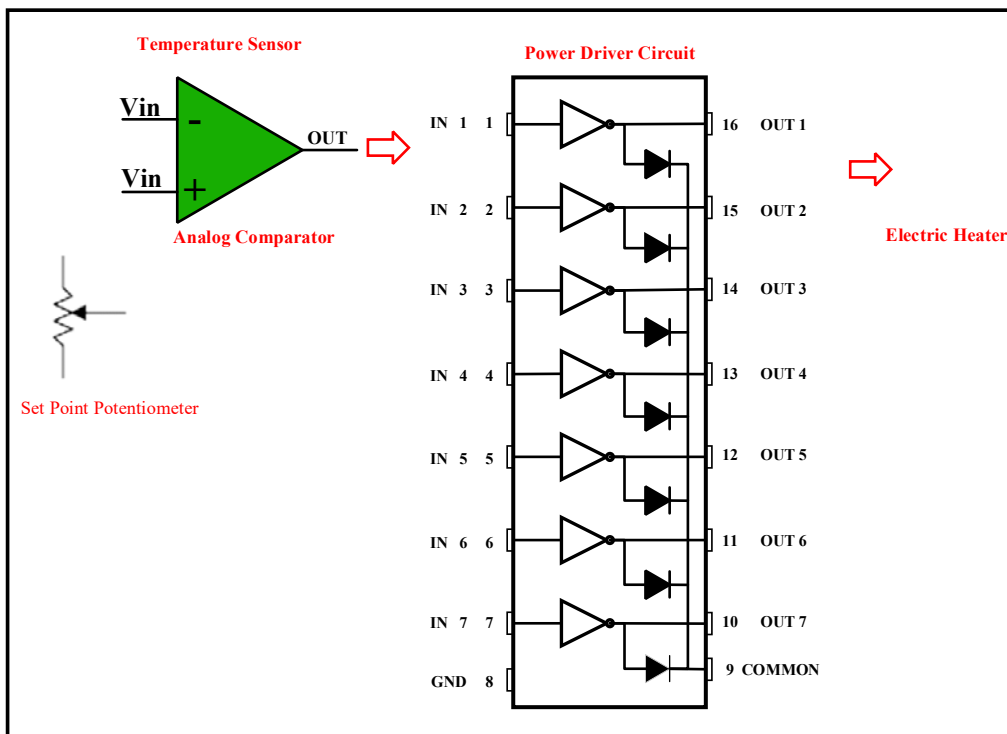 Temperature Sensor
Power Driver Circuit
Vin
-
OUT
Vin
+
Analog Comparator
Set Point Potentiometer
IN 1 1
16 OUT 1
IN 2 2
15 OUT 2
IN 3 3
14 OUT 3
IN 4 4
13 OUT 4
IN 5 5
12 OUT 5
IN 6 6
11 OUT 6
IN 7 7
10 OUT 7
GND 8
9 COMMON
Electric Heater